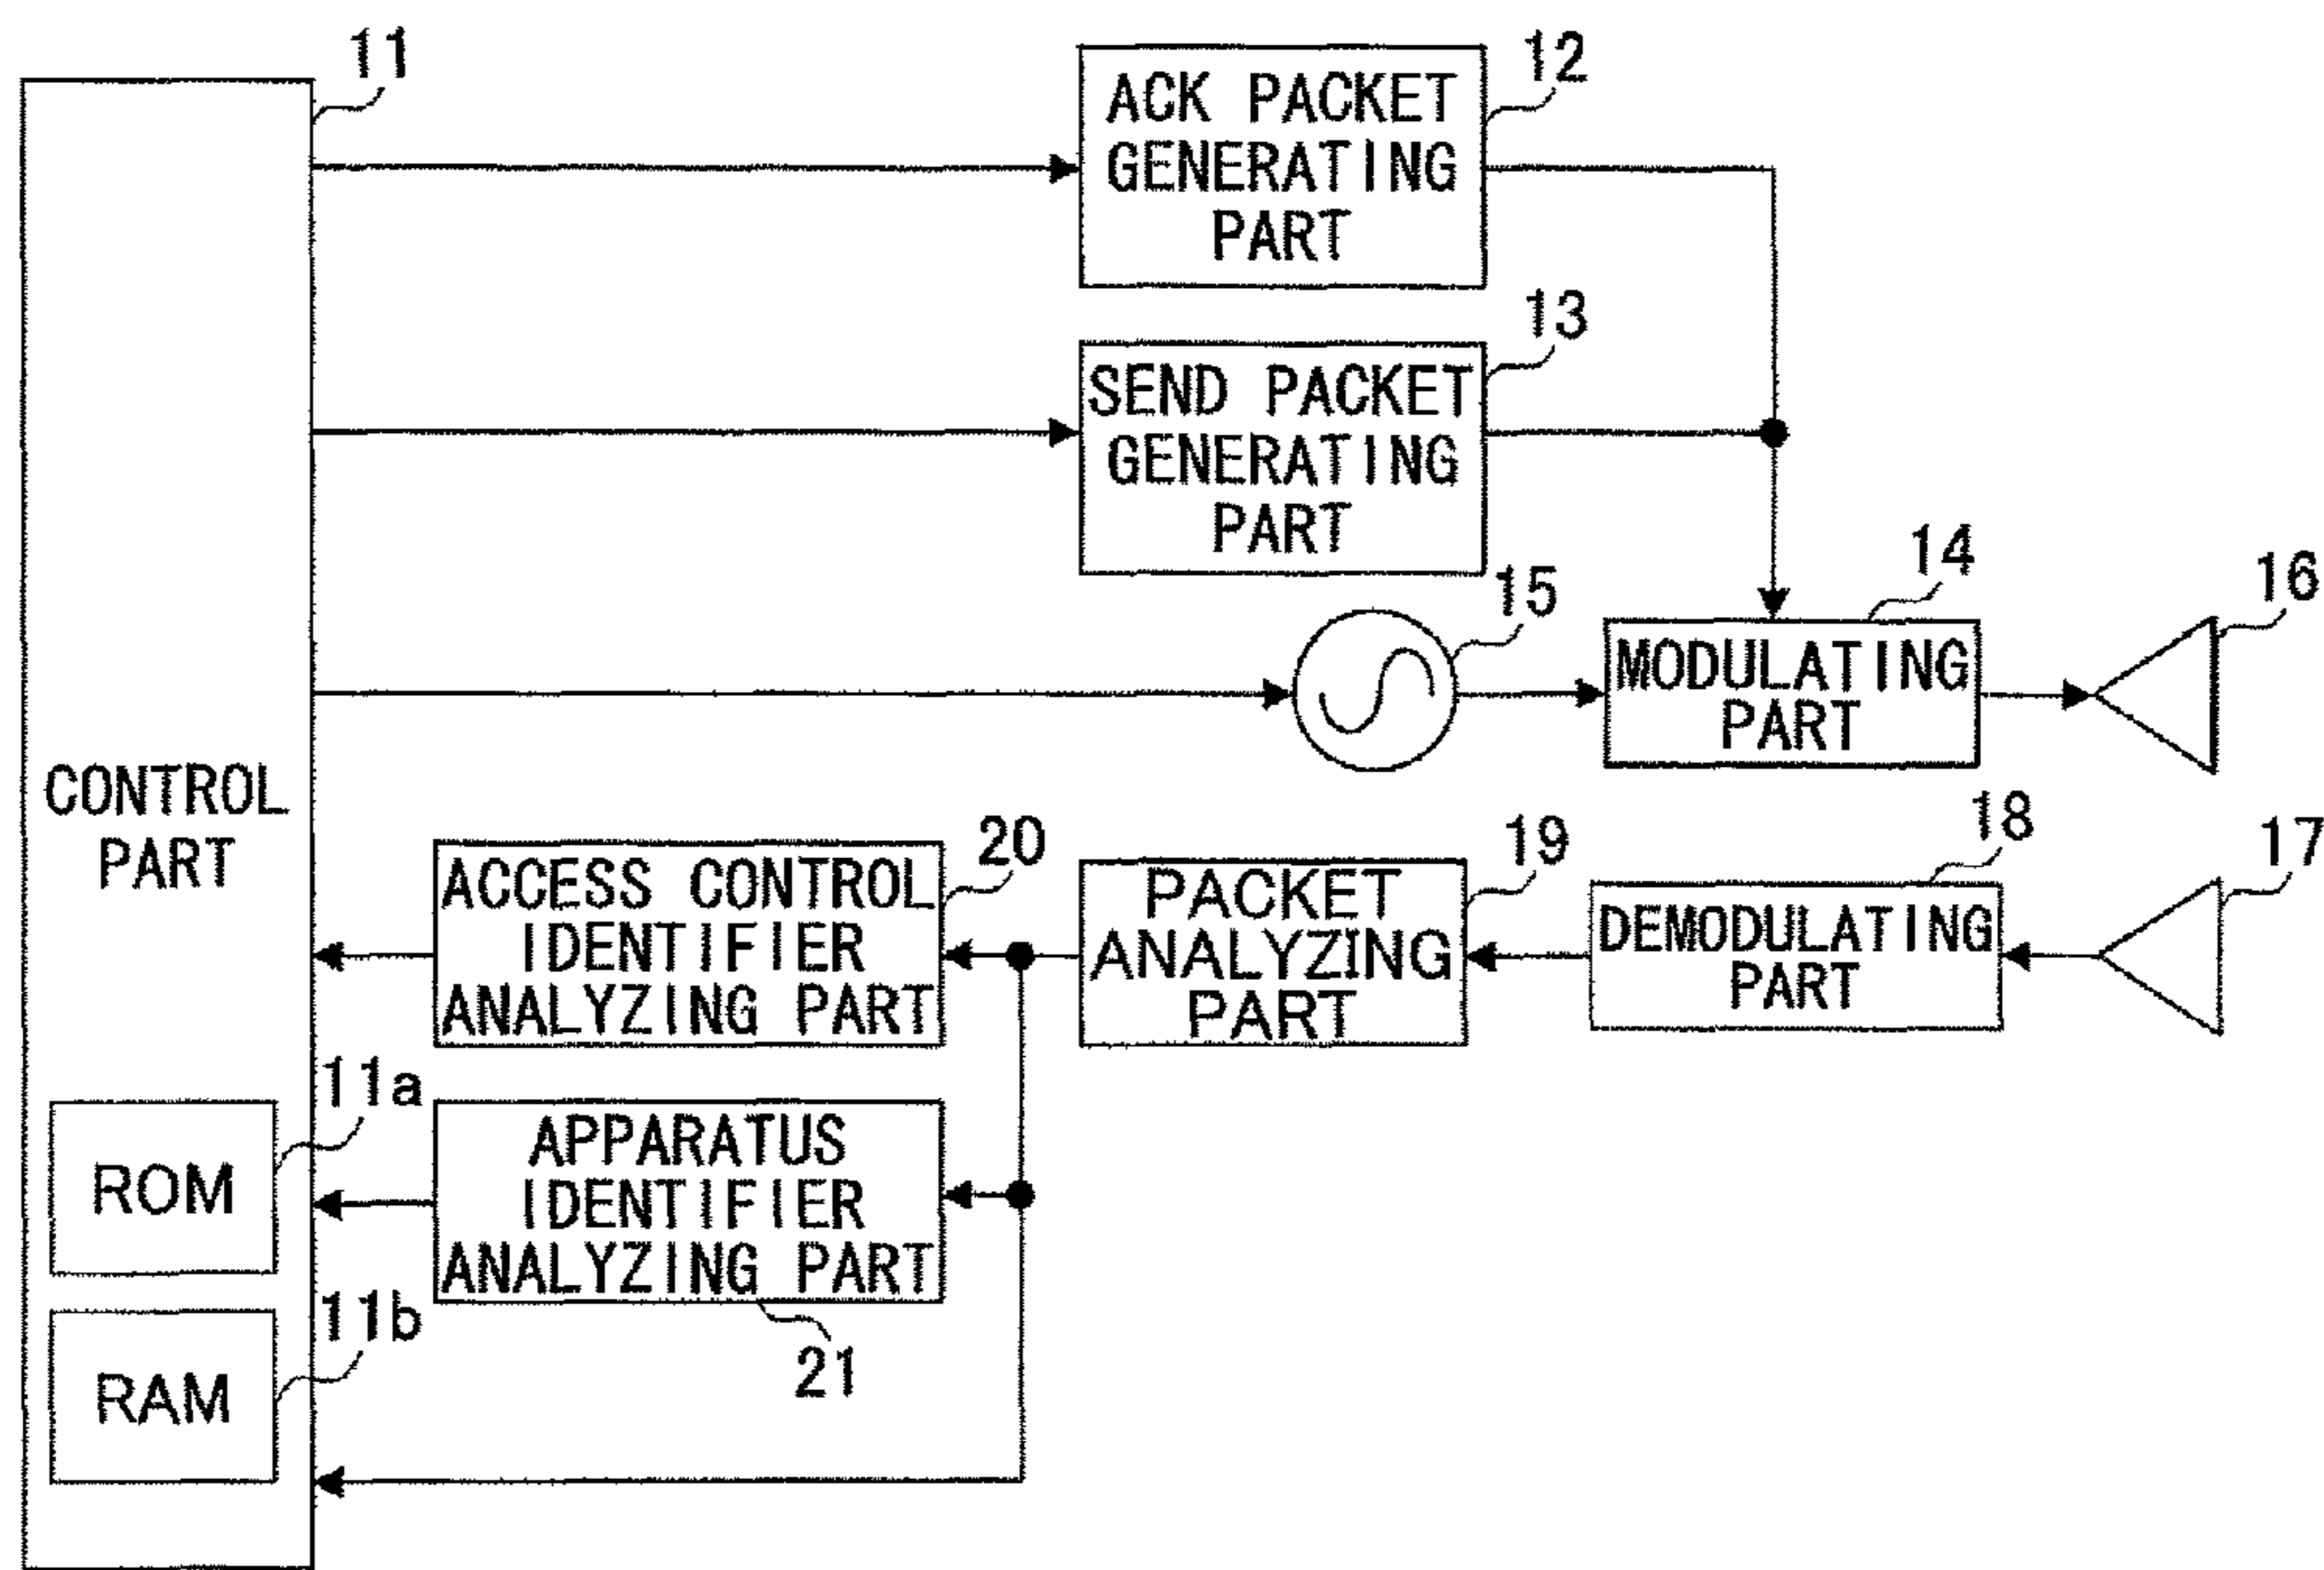 11
12
ACK PACKET
GENERATING
PART
13
SEND PACKET
GENERATING
PART
14
15
16
MODULATING
PART
CONTROL
PART
20
ACCESS CONTROL
IDENTIFIER
ANALYZING PART
19
PACKET
ANALYZING
PART
18
DEMODULATING
PART
17
11a
ROM
APPARATUS
IDENTIFIER
ANALYZING PART
21
11b
RAM